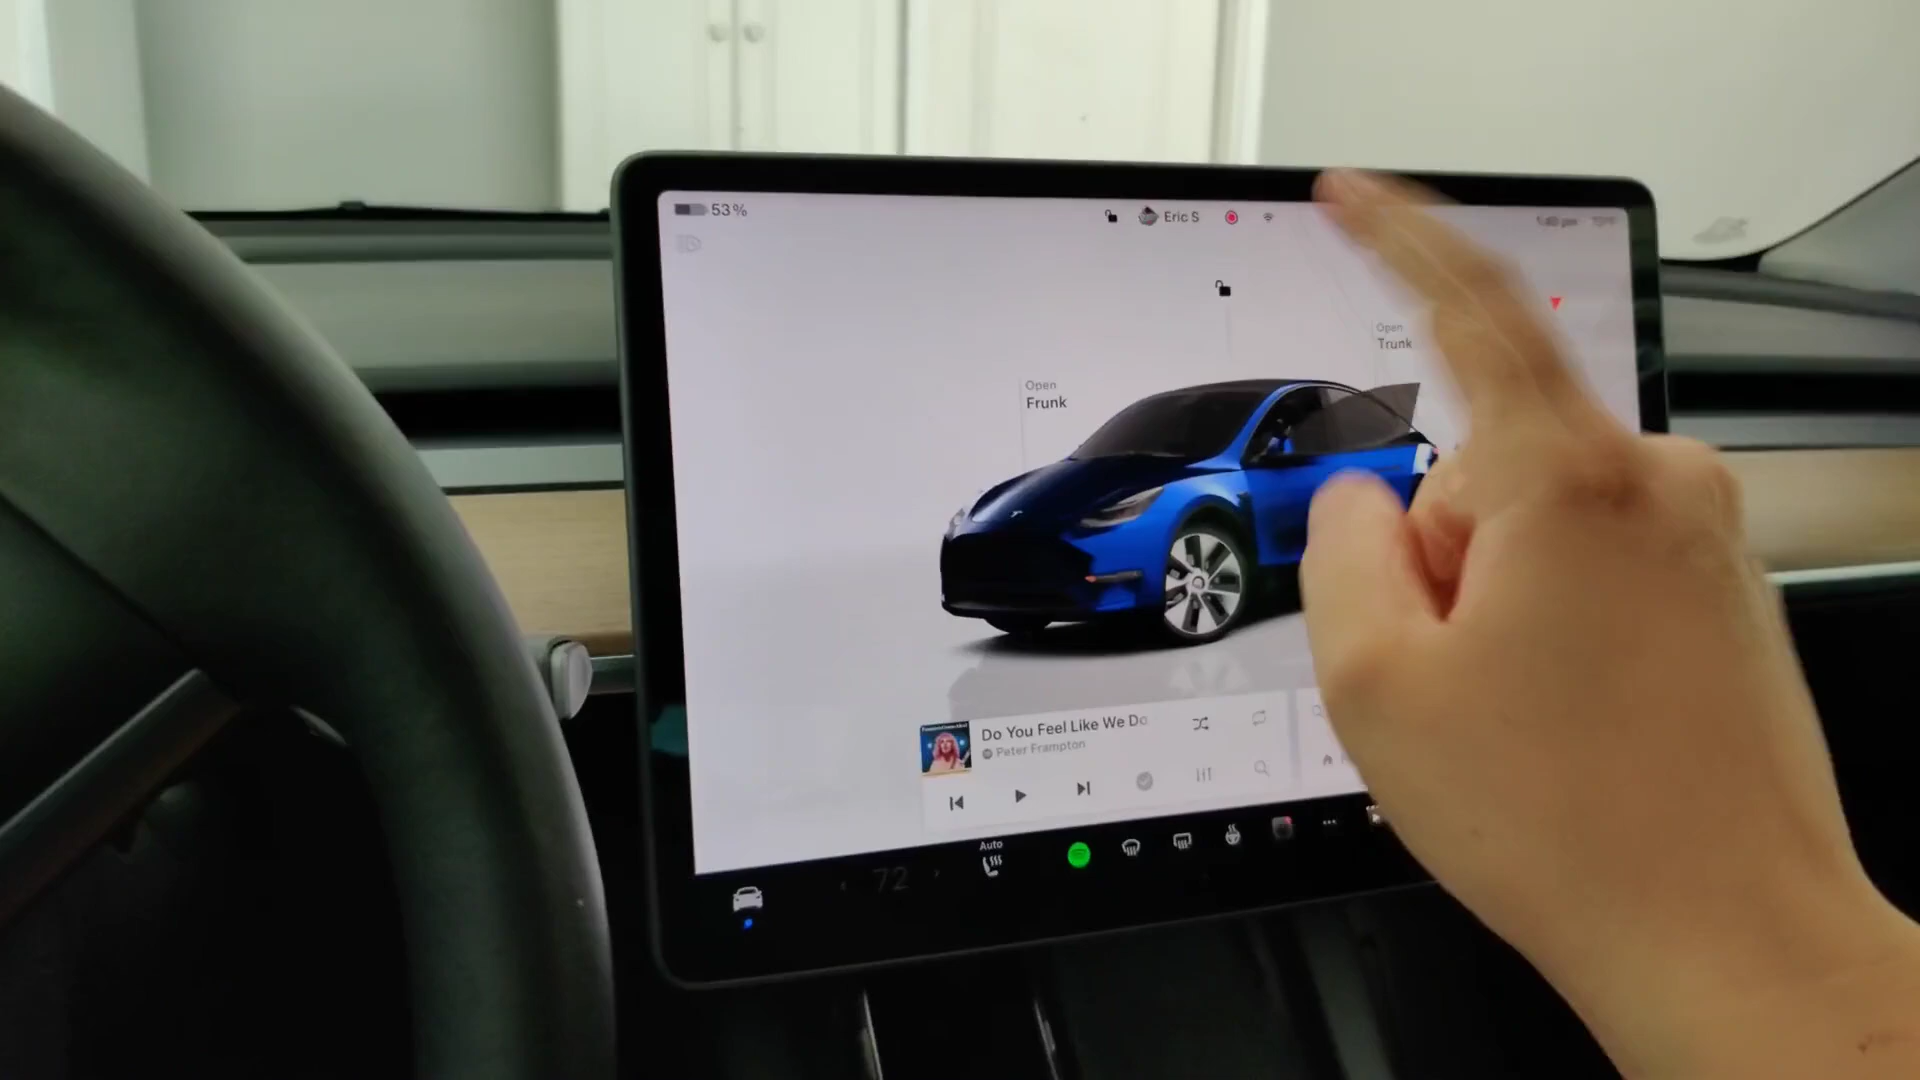 53%
Eric S
Open
Trunk
Open
Frunk
Do You Feel Like We Do
Peter Frampton
Auto
72